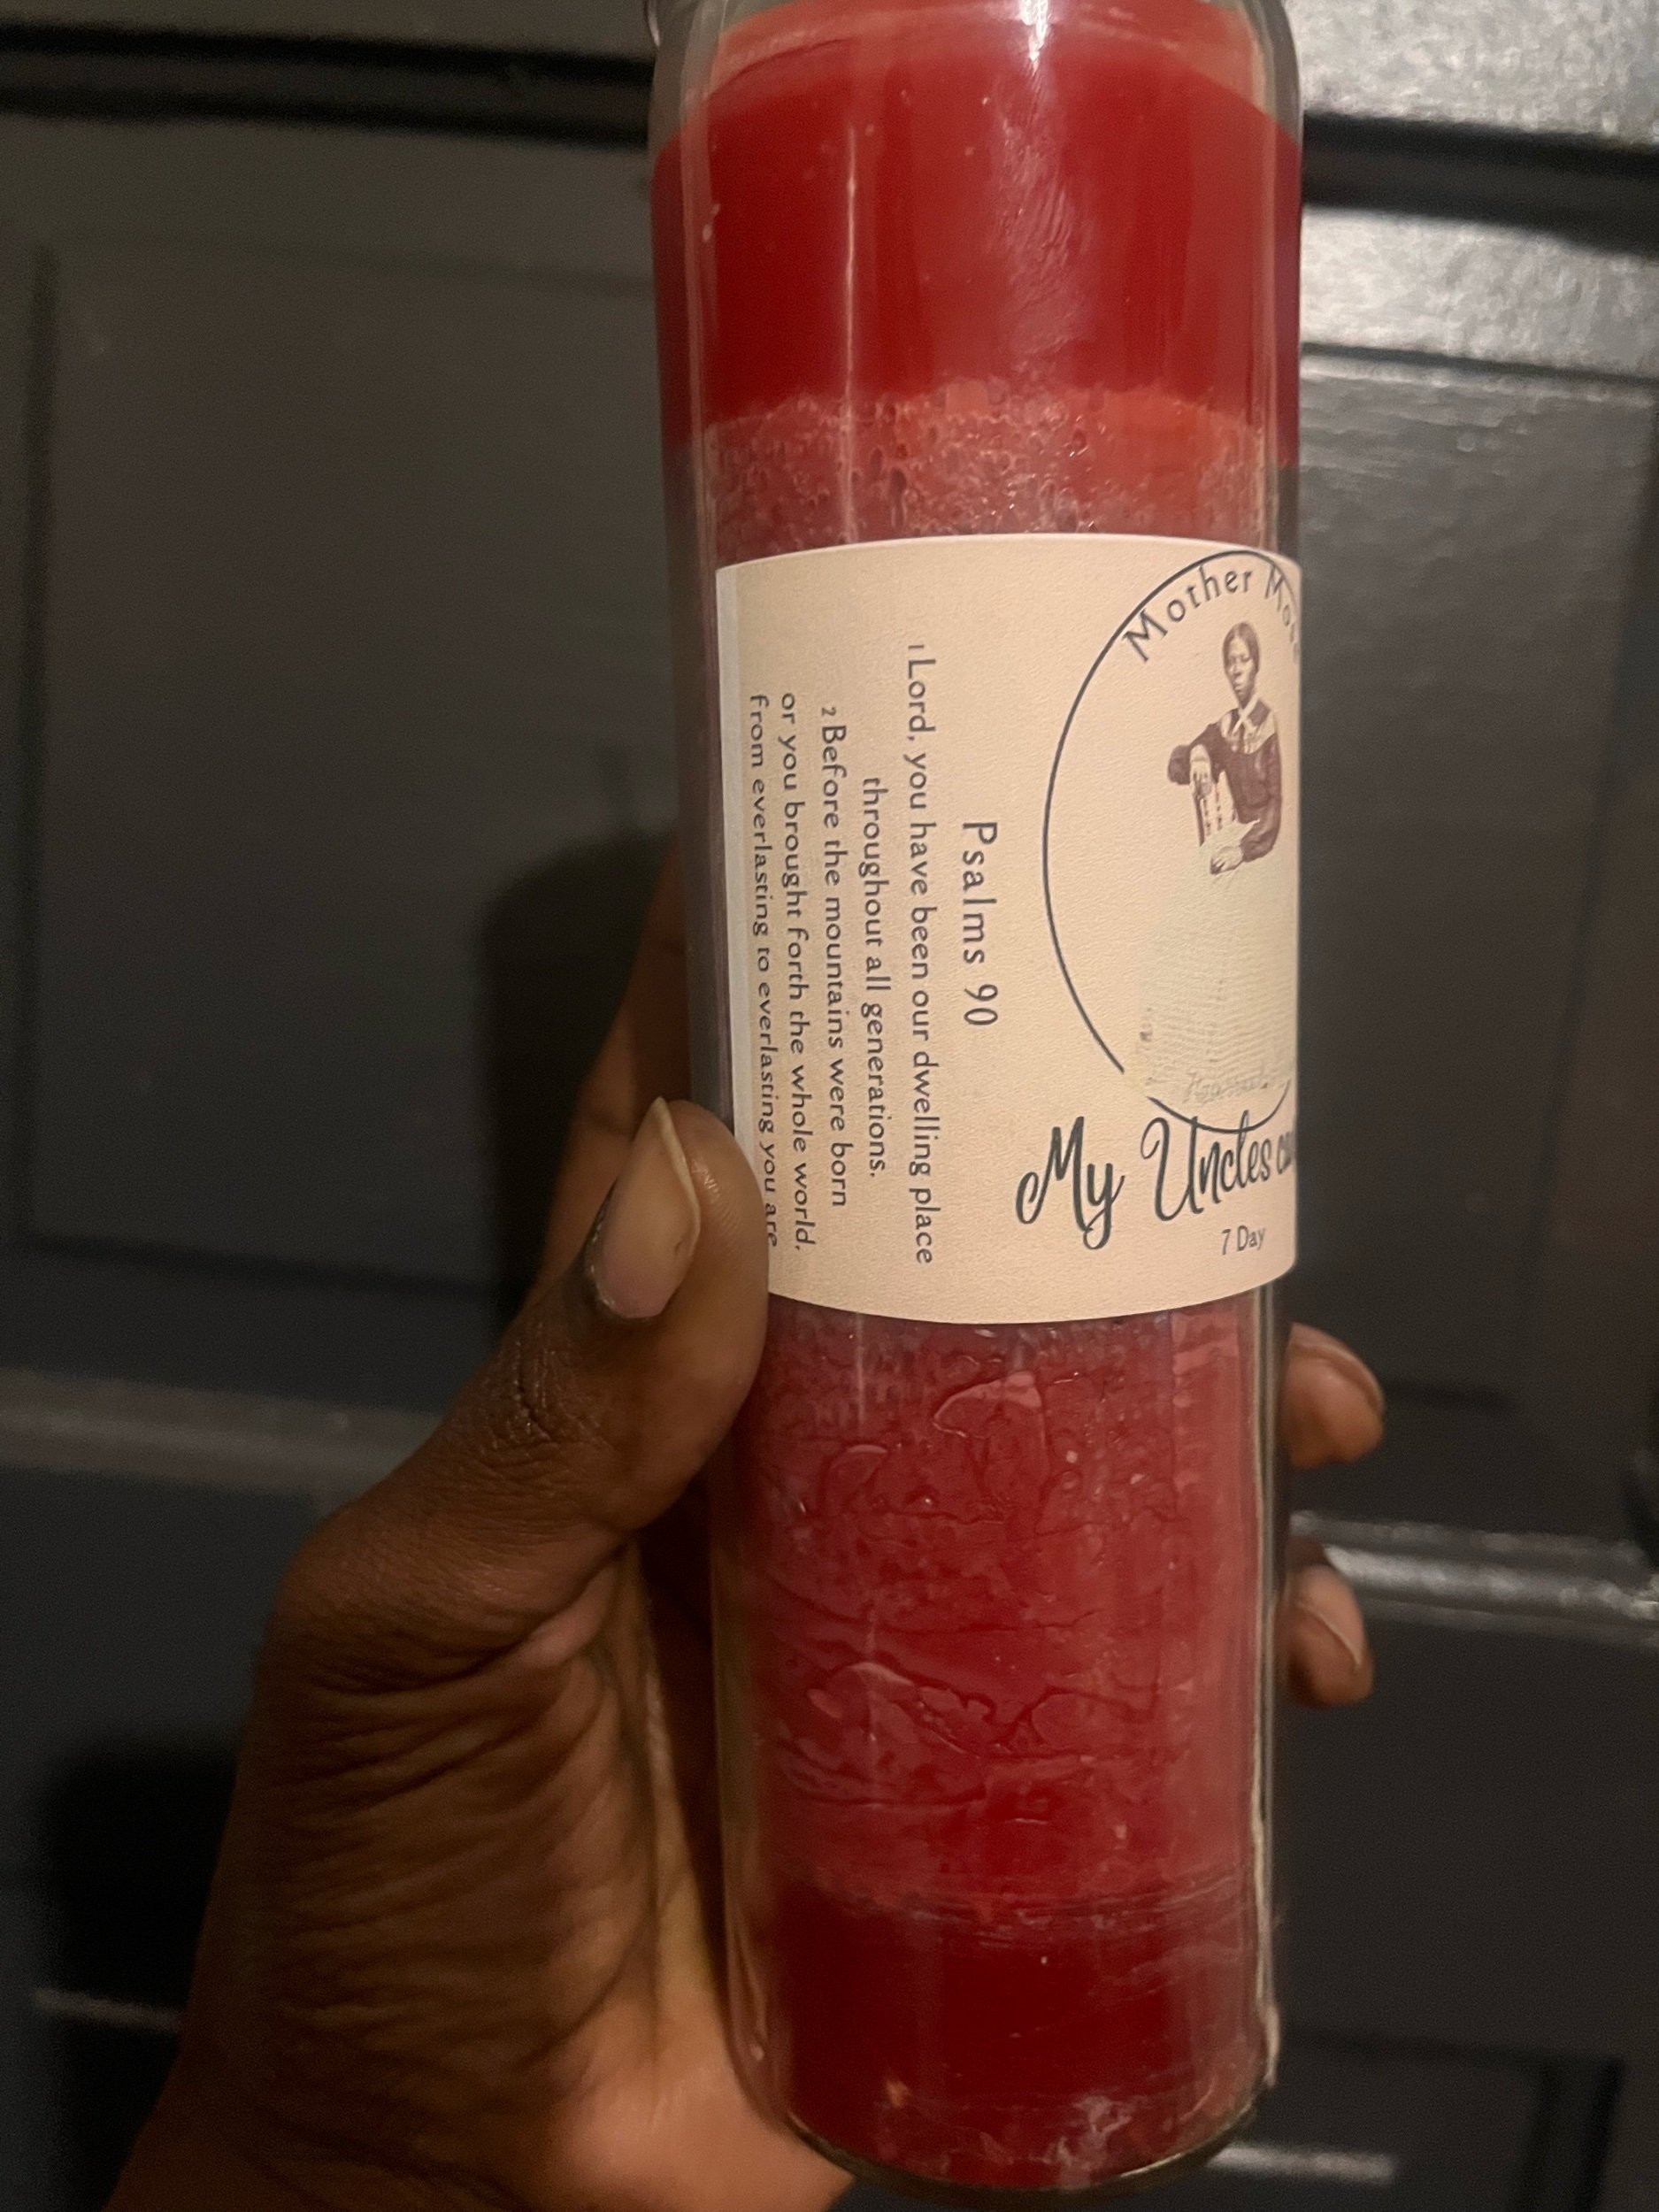 Mother
My Uncles
7 Day
Psalms 90
1 Lord, you have been our dwelling place
throughout all generations.
2 Before the mountains were born
or you brought forth the whole world,
from everlasting to everlasting you are